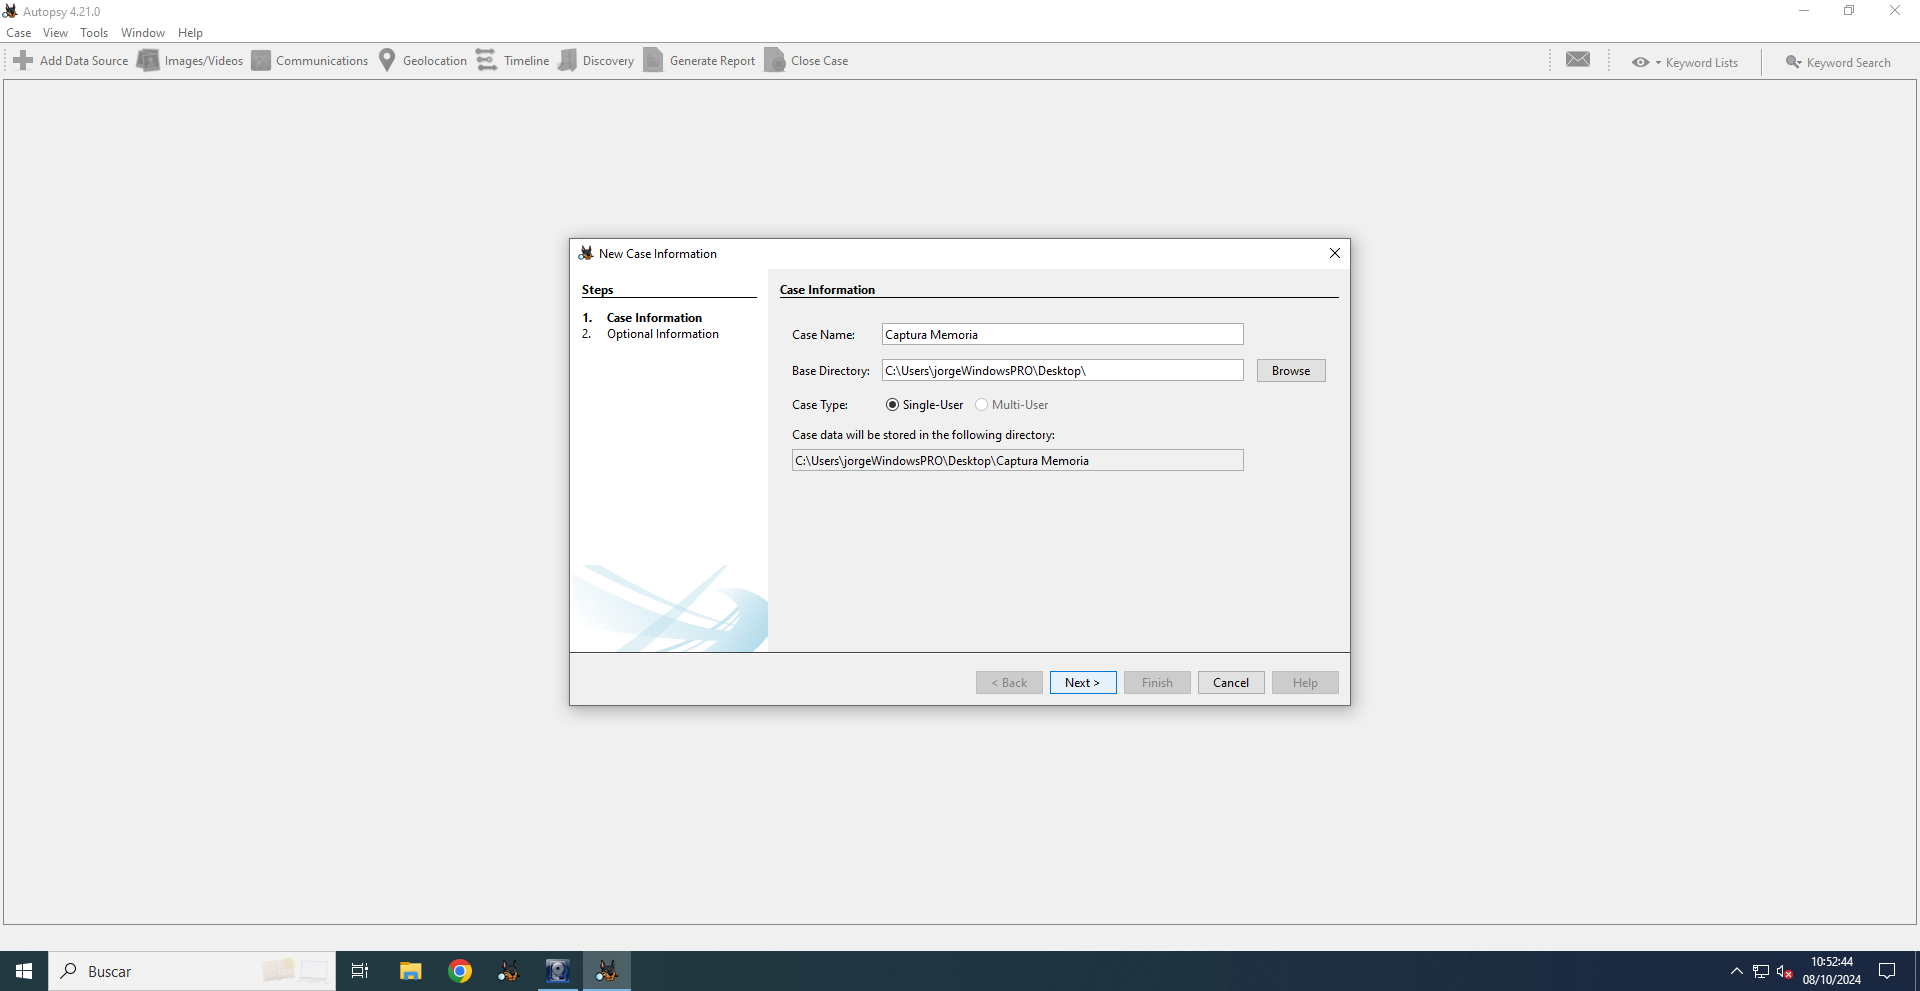 Autopsy 4.21.0
Case View Tools Window Help
Add Data Source Images/Videos Communications Geolocation Timeline Discovery Generate Report Close Case Keyword Lists Keyword Search
New Case Information
Steps
1. Case Information
2. Optional Information
Case Information
Case Name: Captura Memoria
Base Directory: C:\Users\jorgeWindowsPRO\Desktop\ Browse
Case Type: Single-User Multi-User
Case data will be stored in the following directory:
C:\Users\jorgeWindowsPRO\Desktop\Captura Memoria
< Back Next > Finish Cancel Help
Buscar
10:52:44
08/10/2024